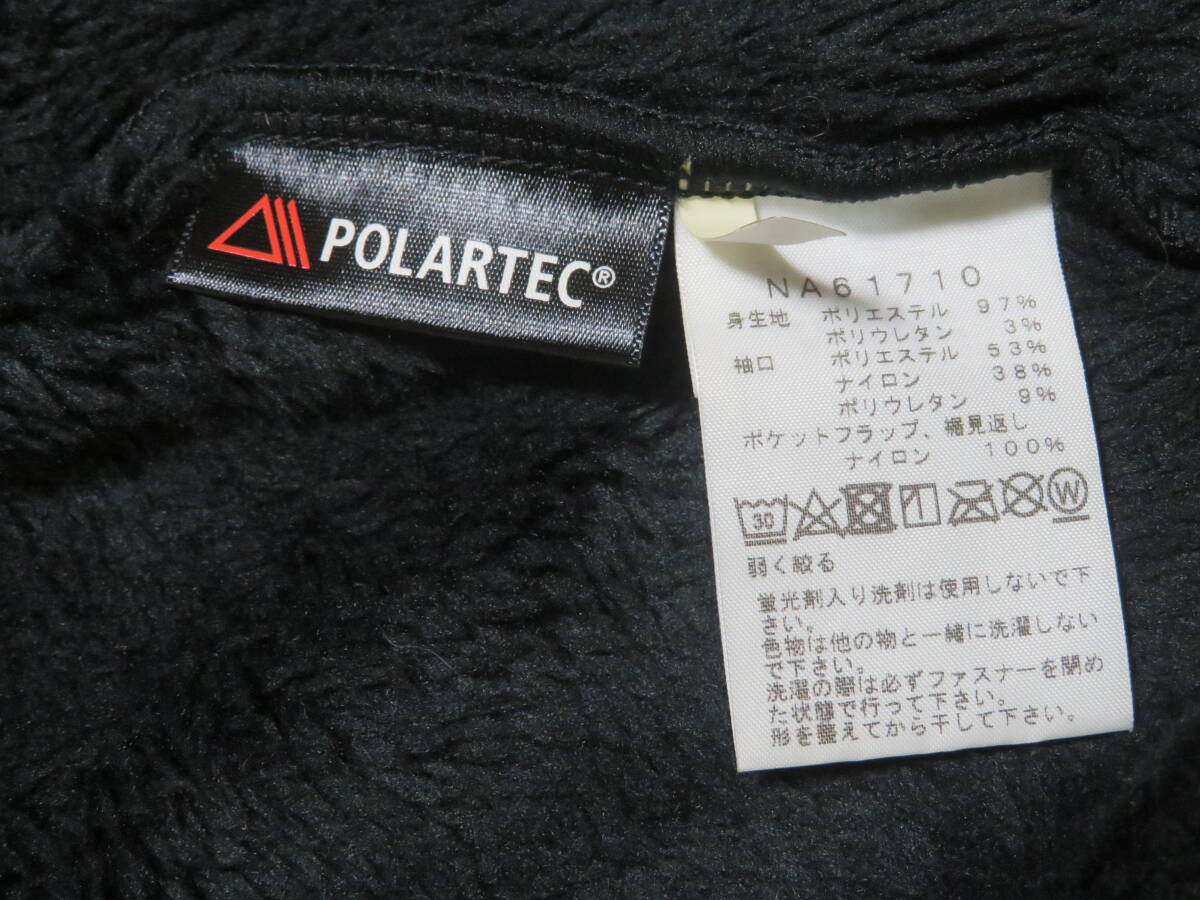 POLARTEC®
NA61710
身生地 ポリエステル 97%
ポリウレタン 3%
袖口 ポリエステル 53%
ナイロン 38%
ポリウレタン 9%
ポケットフラップ、裾見返し
ナイロン 100%
30 W
弱く絞る
蛍光剤入り洗剤は使用しないで下
さい。
色物は他の物と一緒に洗濯しない
で下さい。
洗濯の際は必ずファスナーを閉め
た状態で行って下さい。
形を整えてから干して下さい。